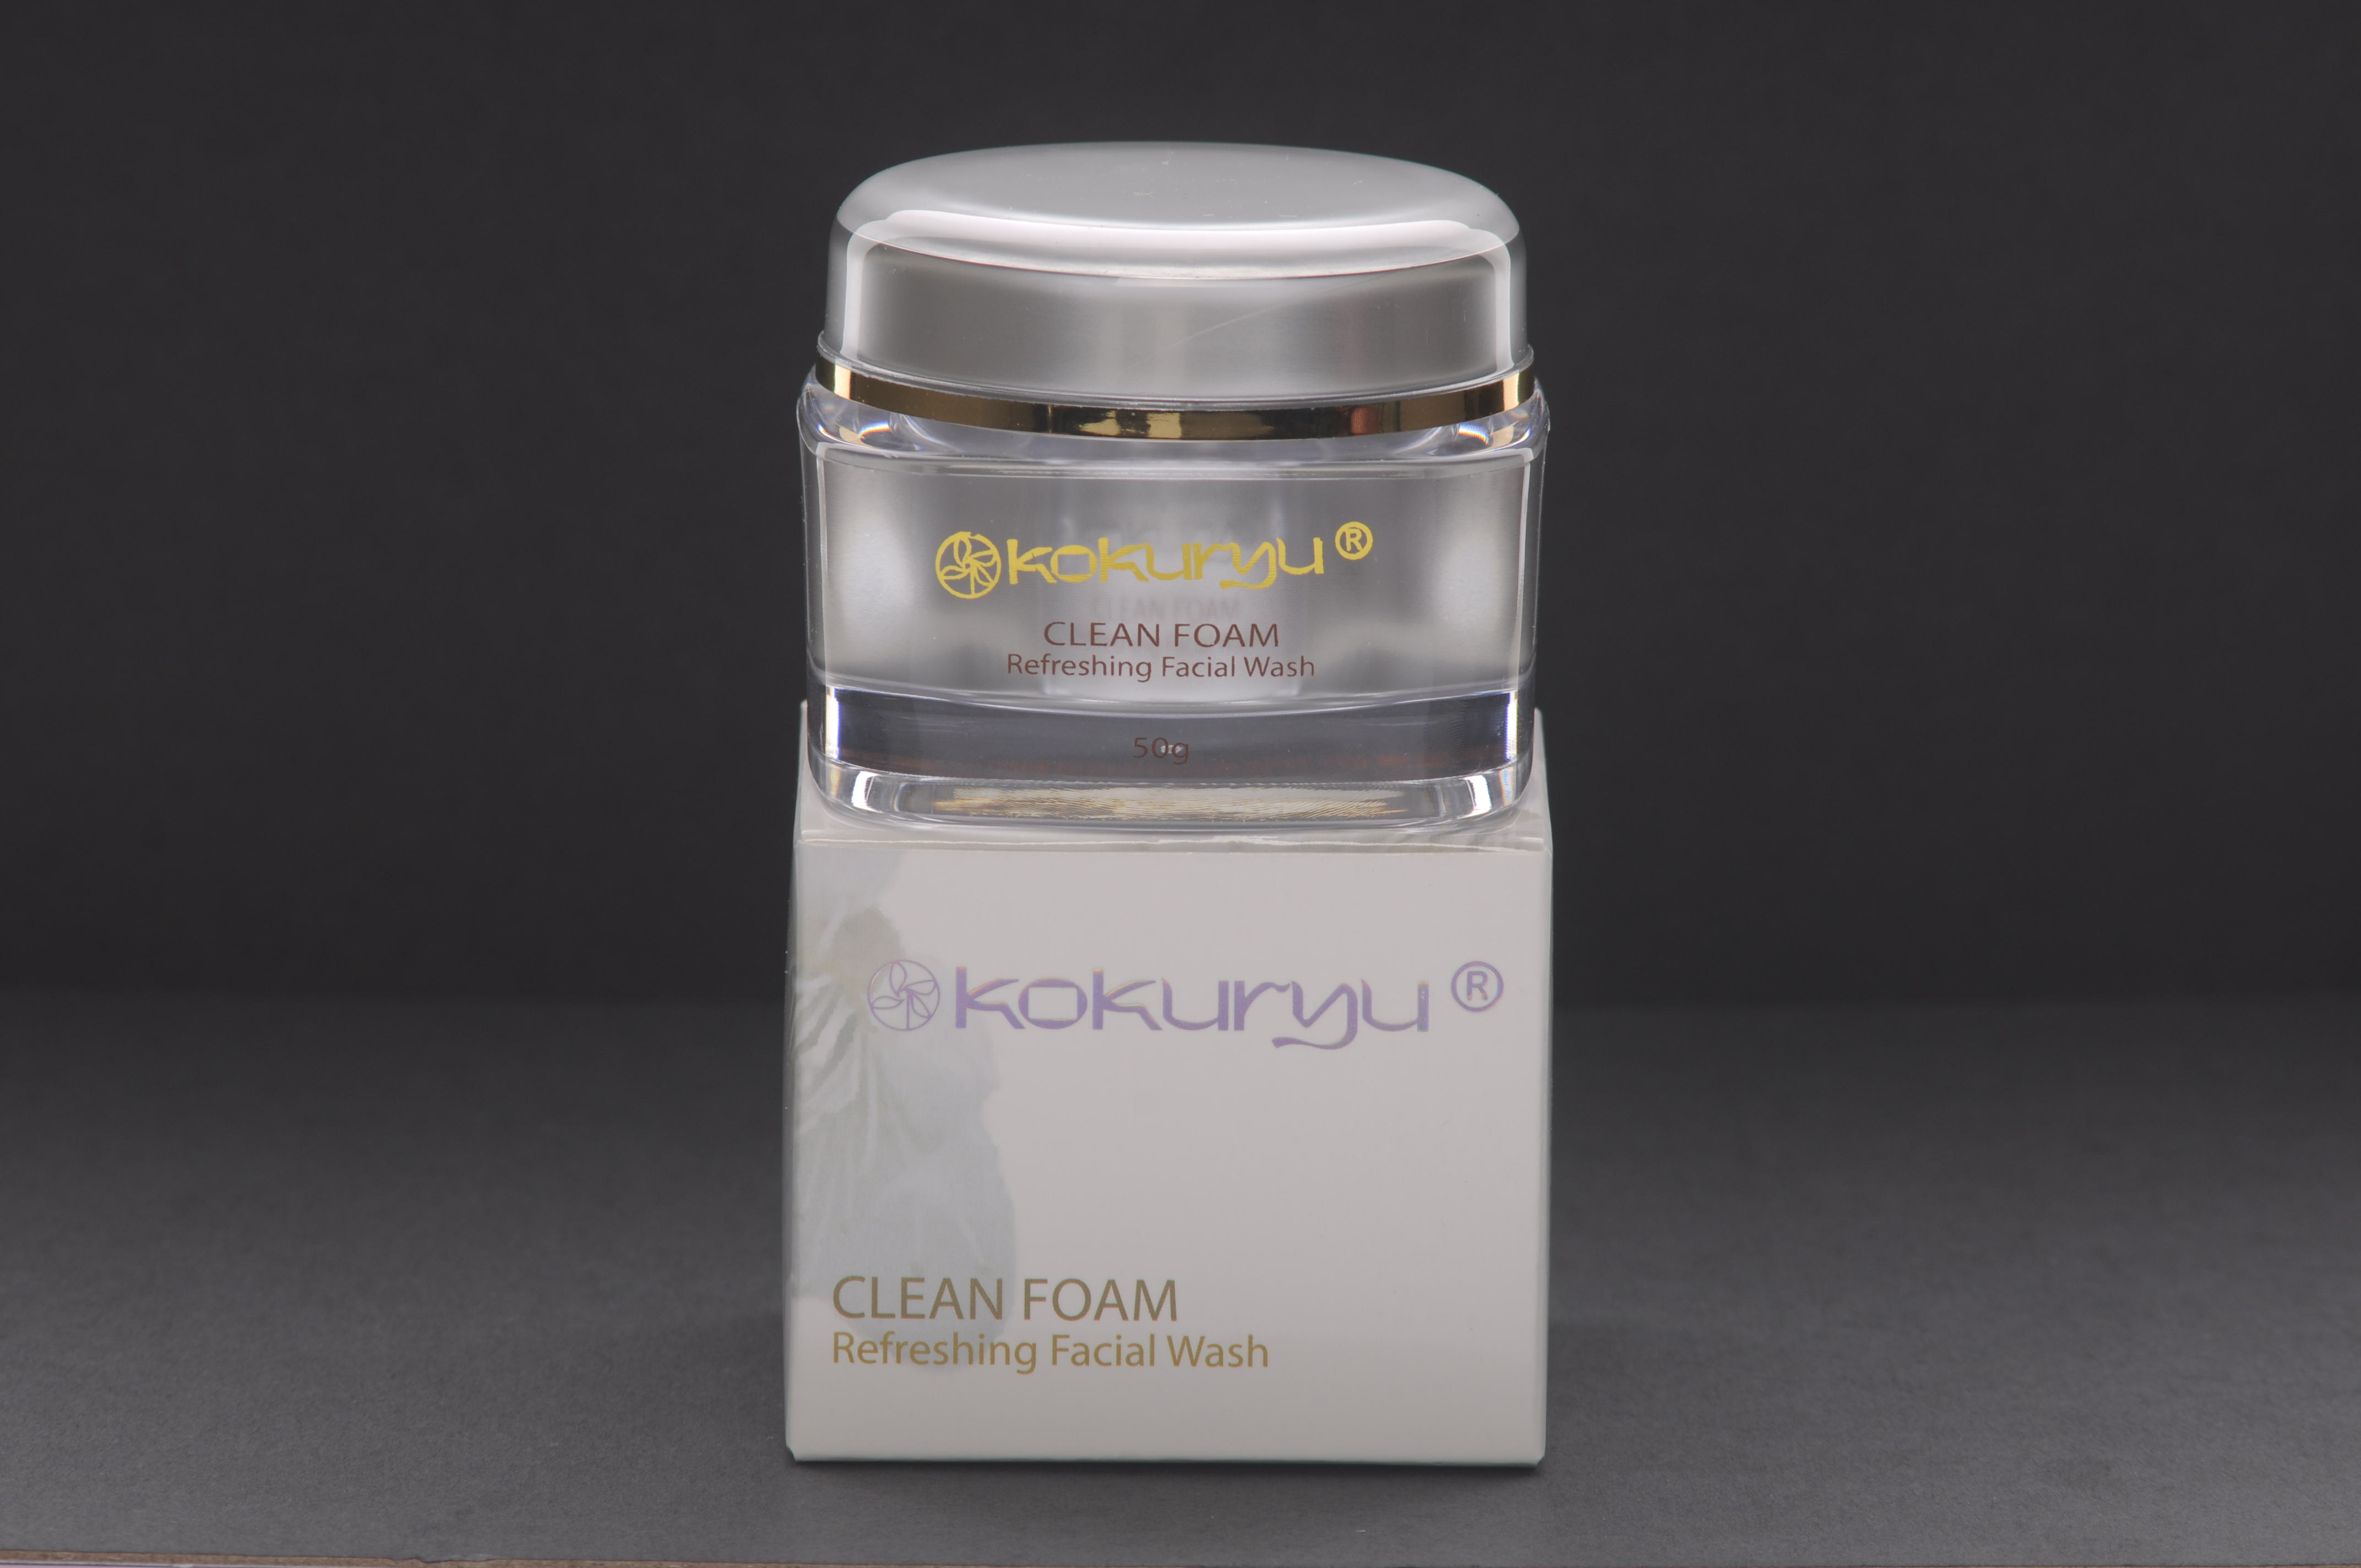 kokuryu®
CLEAN FOAM
Refreshing Facial Wash
50g
kokuryu®
CLEAN FOAM
Refreshing Facial Wash